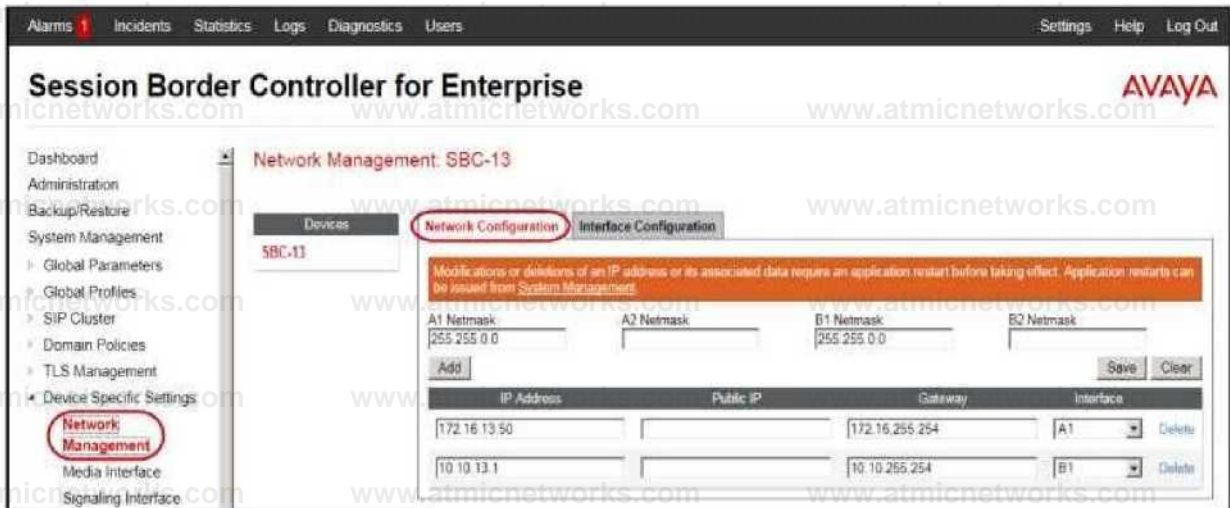 Alarms 1 Incidents Statistics Logs Diagnostics Users Settings Help Log Out
Session Border Controller for Enterprise
AVAYA
Dashboard
Administration
Backup/Restore
System Management
Global Parameters
Global Profiles
SIP Cluster
Domain Policies
TLS Management
Device Specific Settings
Network Management
Media Interface
Signaling Interface
Network Management: SBC-13
Devices
SBC-13
Network Configuration Interface Configuration
Modifications or deletions of an IP address or its associated data require an application restart before taking effect. Application restarts can
be issued from System Management.
A1 Netmask A2 Netmask B1 Netmask B2 Netmask
255.255.0.0 255.255.0.0
Add Save Clear
IP Address Public IP Gateway Interface
172.16.13.50 172.16.255.254 A1 Delete
10.10.13.1 10.10.255.254 B1 Delete
www.atmicnetworks.com